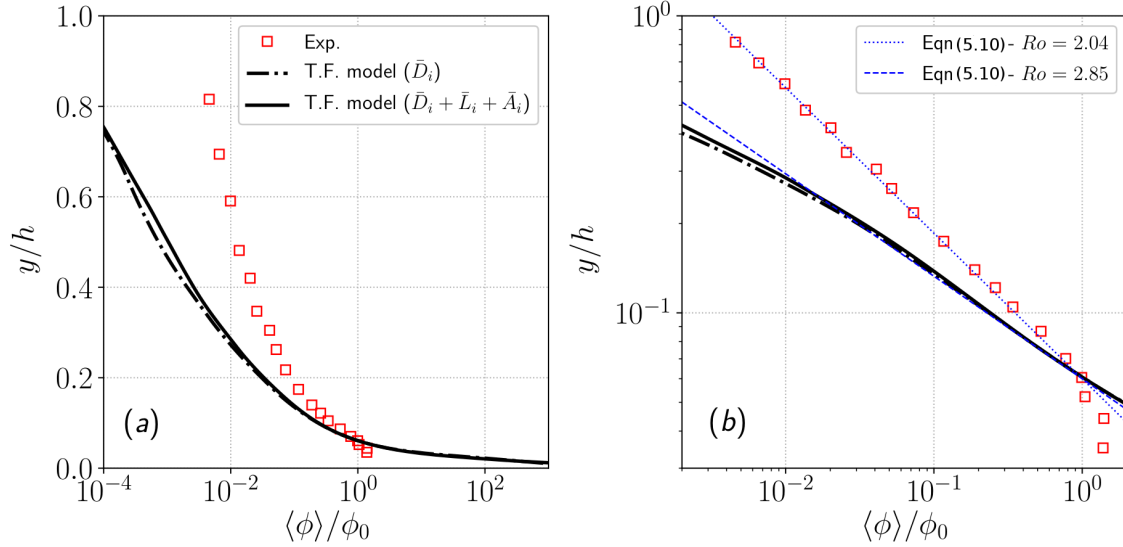 1.0
0.8
0.6
0.4
0.2
0.0
y/h
Exp.
T.F. model (D̄ᵢ)
T.F. model (D̄ᵢ + L̄ᵢ + Āᵢ)
(a)
10⁻⁴
10⁻²
10⁰
10²
⟨ϕ⟩/ϕ₀
10⁰
10⁻¹
y/h
Eqn(5.10)- Ro = 2.04
Eqn(5.10)- Ro = 2.85
(b)
10⁻²
10⁻¹
10⁰
⟨ϕ⟩/ϕ₀